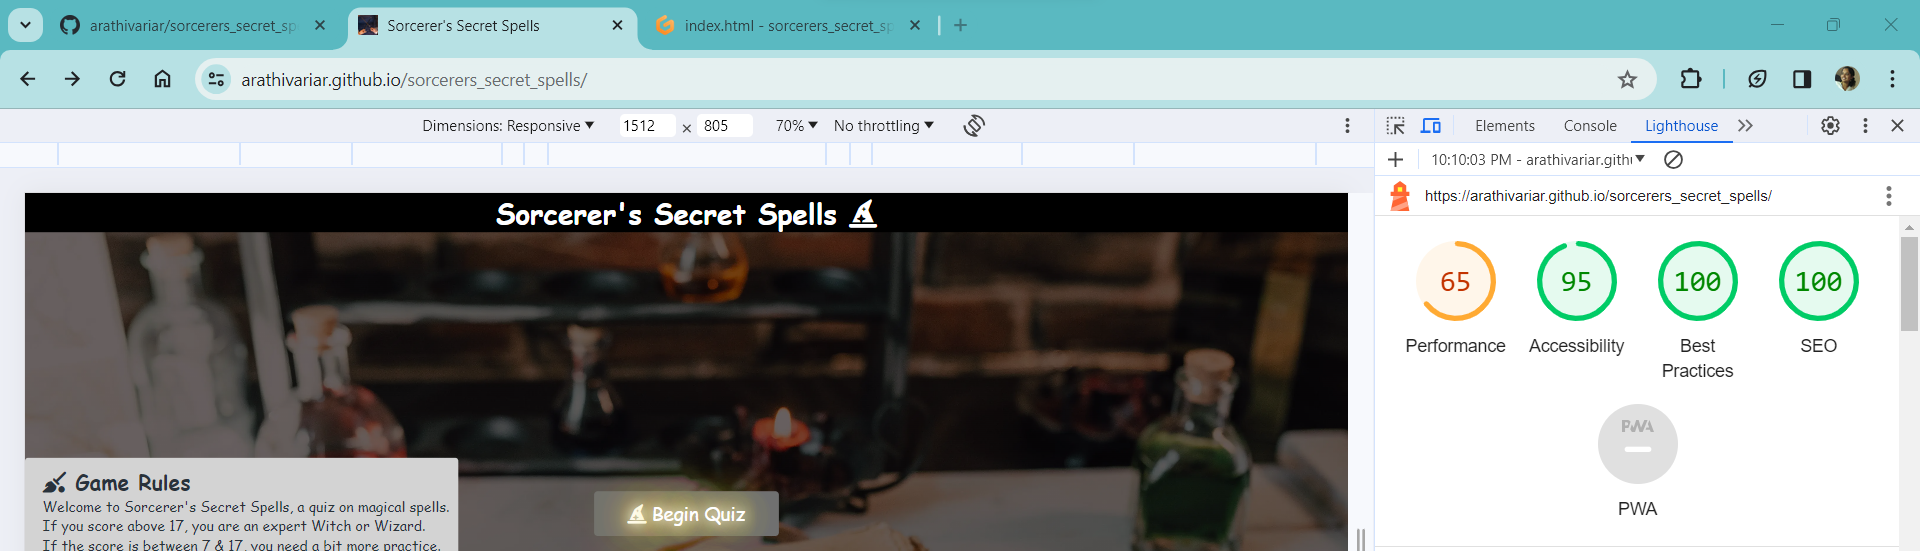 arathivariar/sorcerers_secret_sp
Sorcerer's Secret Spells
index.html - sorcerers_secret_sp
arathivariar.github.io/sorcerers_secret_spells/
Dimensions: Responsive 1512 × 805 70% No throttling
Elements Console Lighthouse
10:10:03 PM - arathivariar.gith
https://arathivariar.github.io/sorcerers_secret_spells/
Sorcerer's Secret Spells
65 95 100 100
Performance Accessibility Best Practices SEO
PWA
PWA
Game Rules
Welcome to Sorcerer's Secret Spells, a quiz on magical spells.
If you score above 17, you are an expert Witch or Wizard.
If the score is between 7 & 17, you need a bit more practice.
Begin Quiz